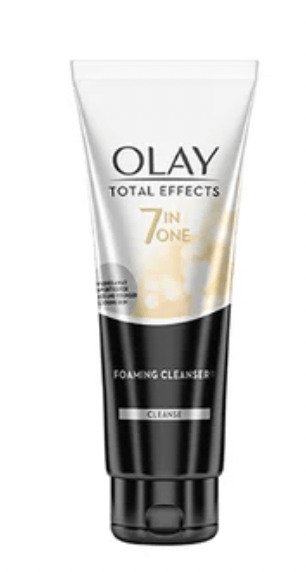 OLAY
TOTAL EFFECTS
7 IN
ONE
FOAMING CLEANSER
CLEANSE